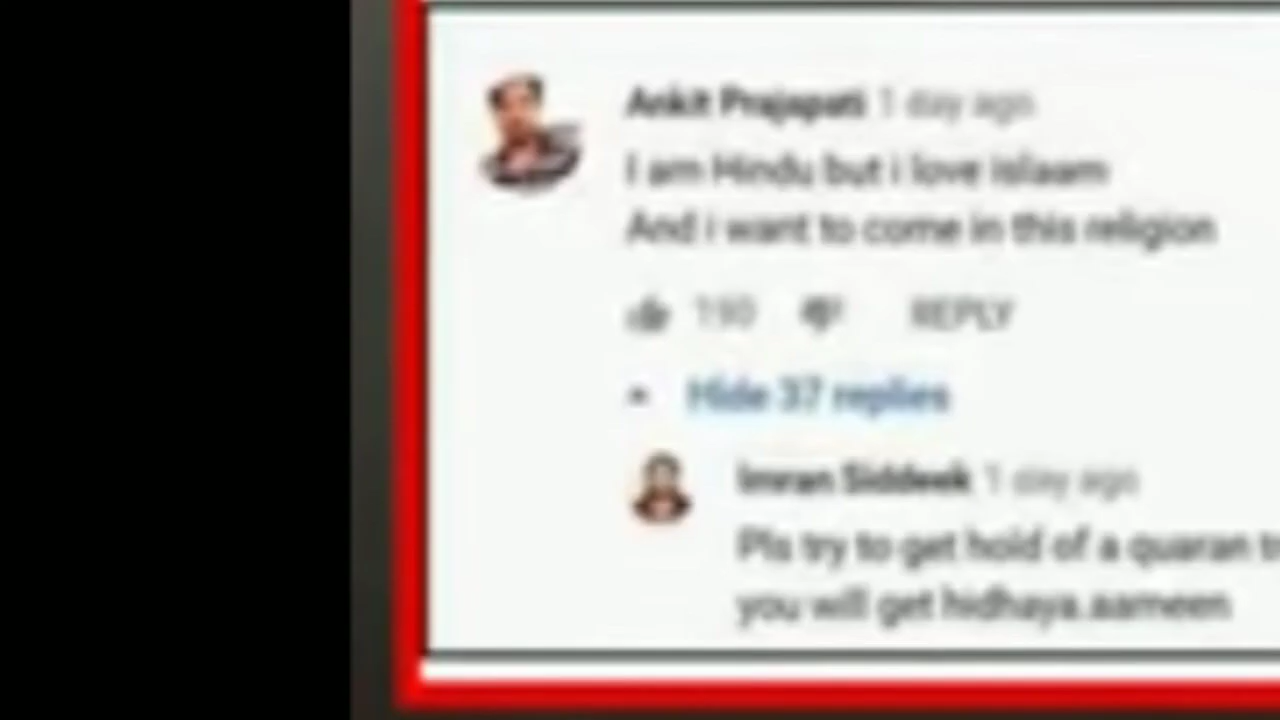 Ankit Prajapati 1 day ago
I am Hindu but i love islaam
And i want to come in this religion
190 REPLY
Hide 37 replies
Imran Siddeek 1 day ago
Pls try to get hold of a quaran
you will get hidhaya.aameen